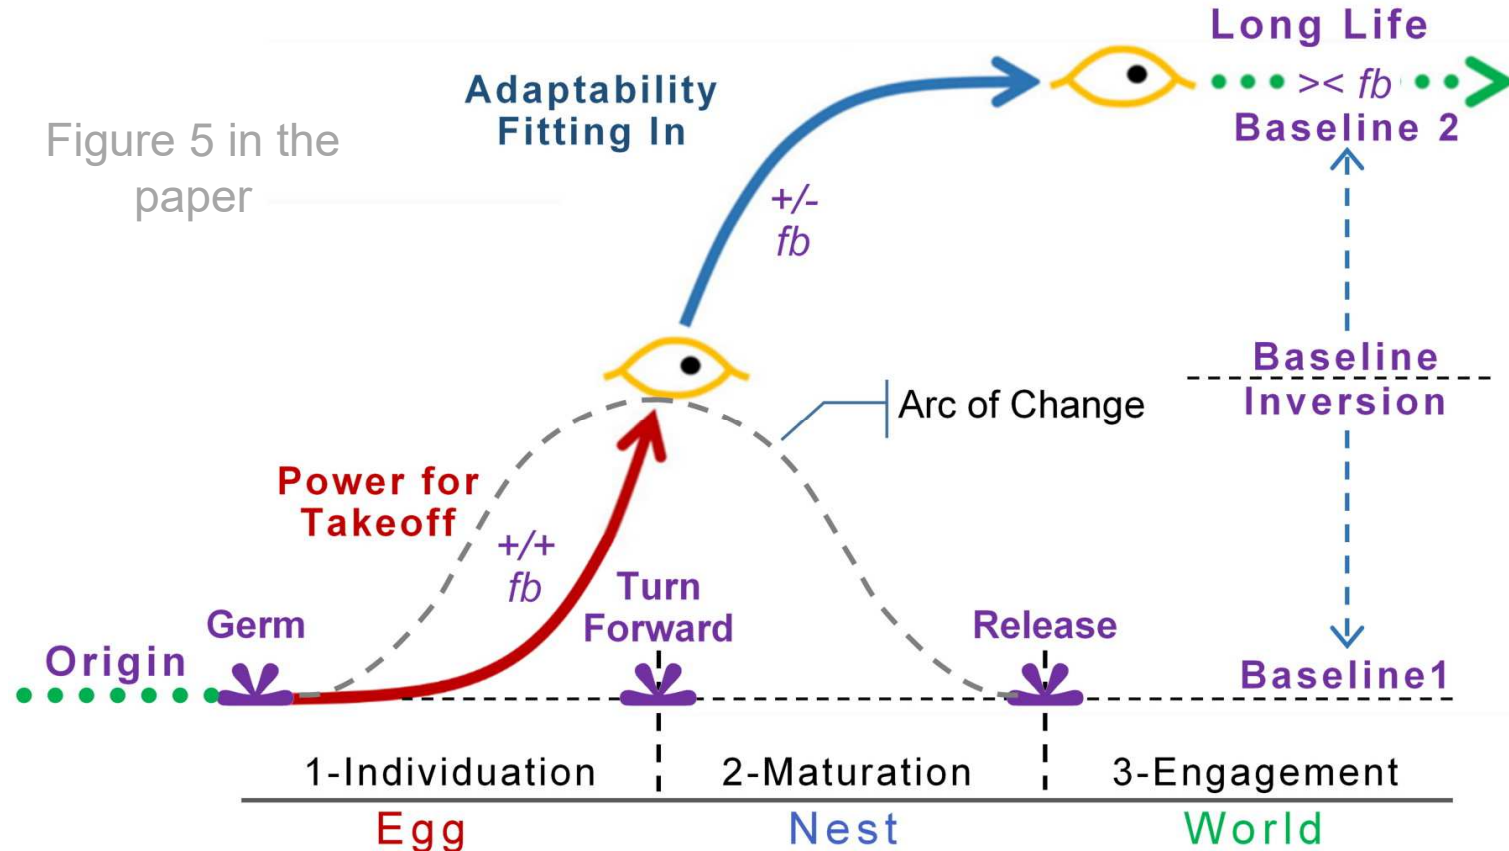 Long Life
>< fb
Baseline 2
Adaptability
Fitting In
Figure 5 in the
paper
+/-
fb
Baseline
Inversion
Arc of Change
Power for
Takeoff
+/+
fb
Turn
Forward
Germ
Release
Origin
Baseline1
1-Individuation
2-Maturation
3-Engagement
Egg
Nest
World